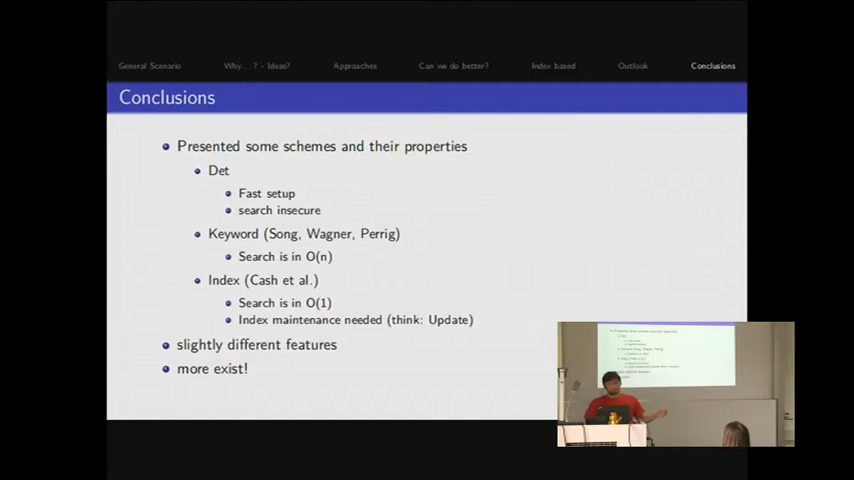 General Scenario Why...? - Ideas? Approaches Can we do better? Index based Outlook Conclusions
Conclusions
Presented some schemes and their properties
Det
Fast setup
search insecure
Keyword (Song, Wagner, Perrig)
Search is in O(n)
Index (Cash et al.)
Search is in O(1)
Index maintenance needed (think: Update)
slightly different features
more exist!